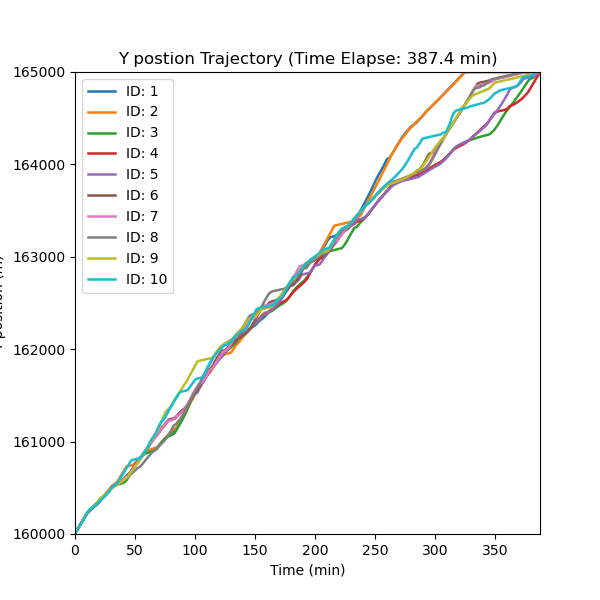 Y postion Trajectory (Time Elapse: 387.4 min)
165000
164000
163000
162000
161000
160000
ID: 1
ID: 2
ID: 3
ID: 4
ID: 5
ID: 6
ID: 7
ID: 8
ID: 9
ID: 10
0 50 100 150 200 250 300 350
Time (min)